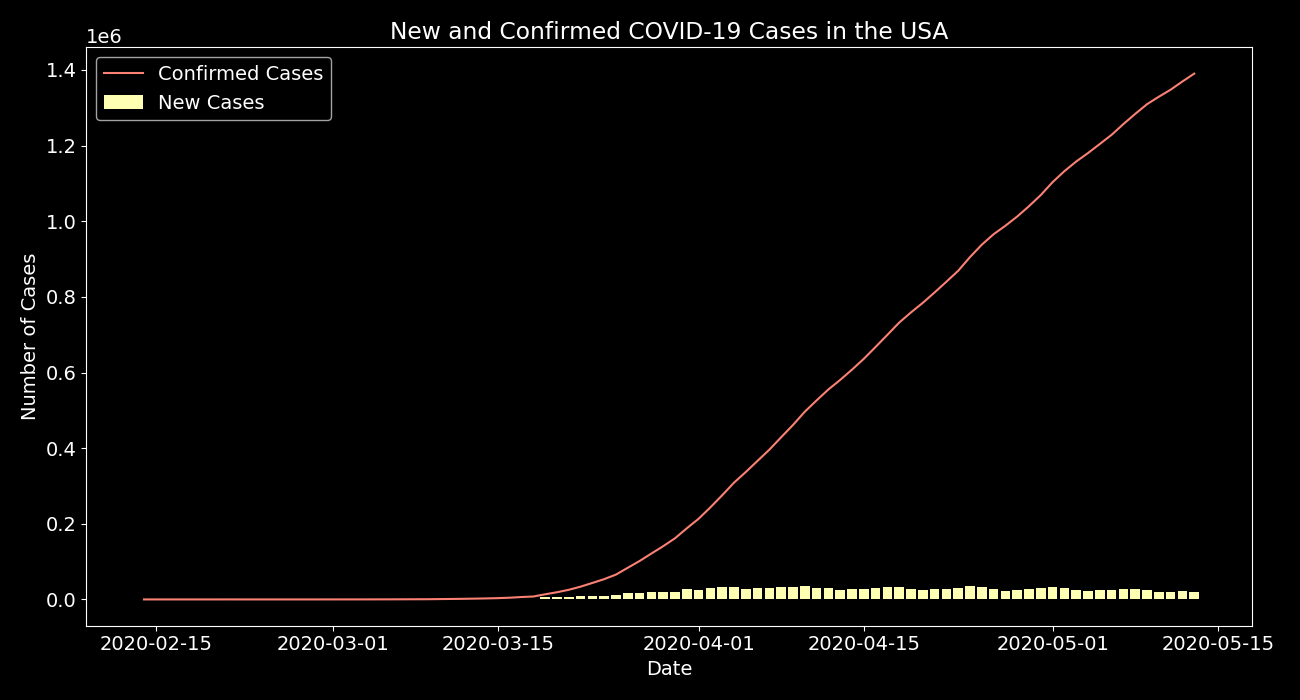 New and Confirmed COVID-19 Cases in the USA
1e6
Confirmed Cases
New Cases
1.4
1.2
1.0
0.8
0.6
0.4
0.2
0.0
Number of Cases
2020-02-15 2020-03-01 2020-03-15 2020-04-01 2020-04-15 2020-05-01 2020-05-15
Date